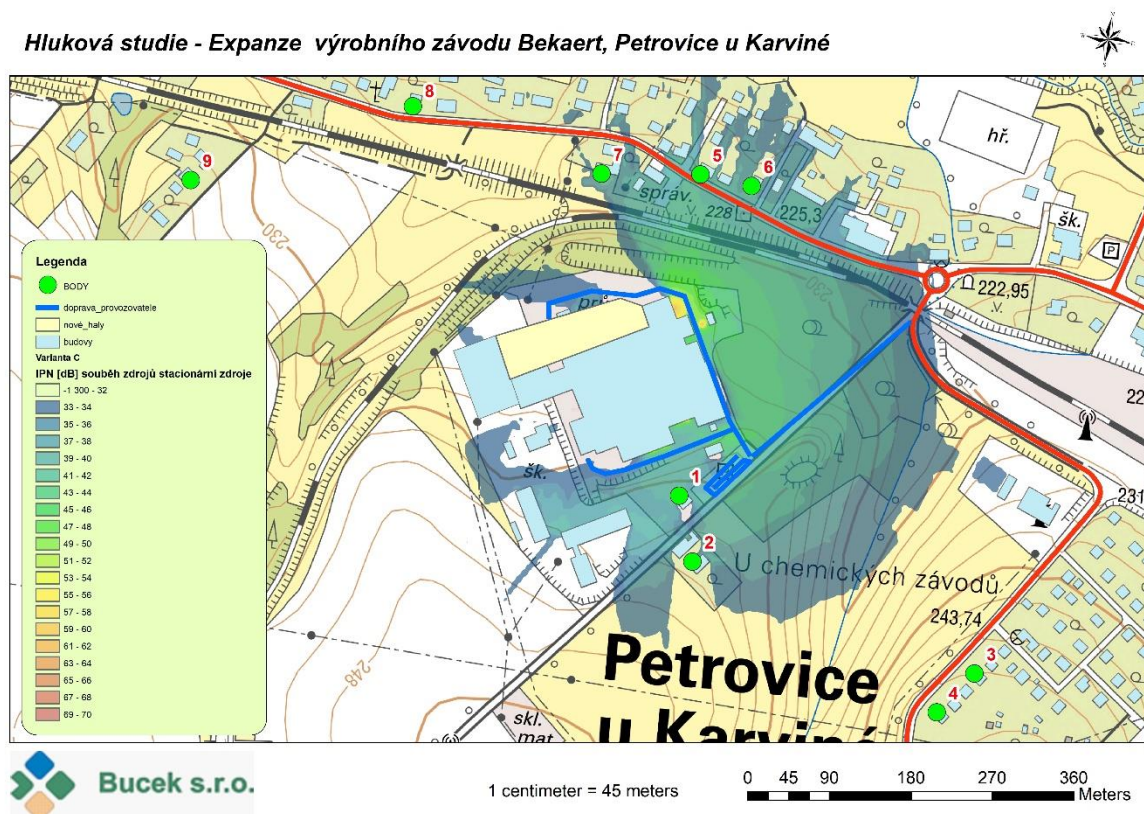 Hluková studie - Expanze výrobního závodu Bekaert, Petrovice u Karviné
8
9
7
5
6
hř.
správ.
228
225,3
šk.
P
230
222,95
230
Legenda
BODY
doprava_provozovatele
nové_haly
budovy
Varianta C
IPN [dB] souběh zdrojů stacionární zdroje
-1 300 - 32
33 - 34
35 - 36
37 - 38
39 - 40
41 - 42
43 - 44
45 - 46
47 - 48
49 - 50
51 - 52
53 - 54
55 - 56
57 - 58
59 - 60
61 - 62
63 - 64
65 - 66
67 - 68
69 - 70
prů
22
šk.
1
231
2
U chemických závodů
243,74
248
3
4
Petrovice
u Karviné
skl.
mat.
Bucek s.r.o.
1 centimeter = 45 meters
0 45 90 180 270 360
Meters